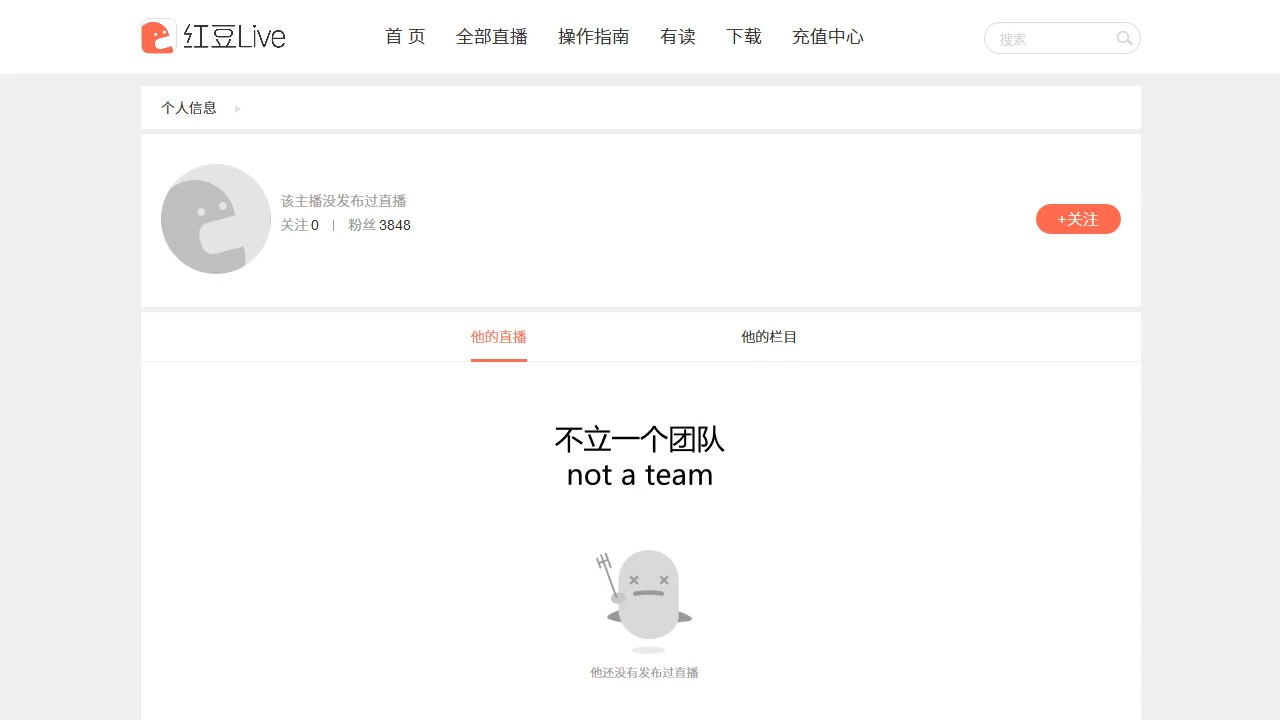 红豆Live
首 页 全部直播 操作指南 有读 下载 充值中心
搜索
个人信息
该主播没发布过直播
关注 0 | 粉丝 3848
+关注
他的直播 他的栏目
不立一个团队
not a team
他还没有发布过直播